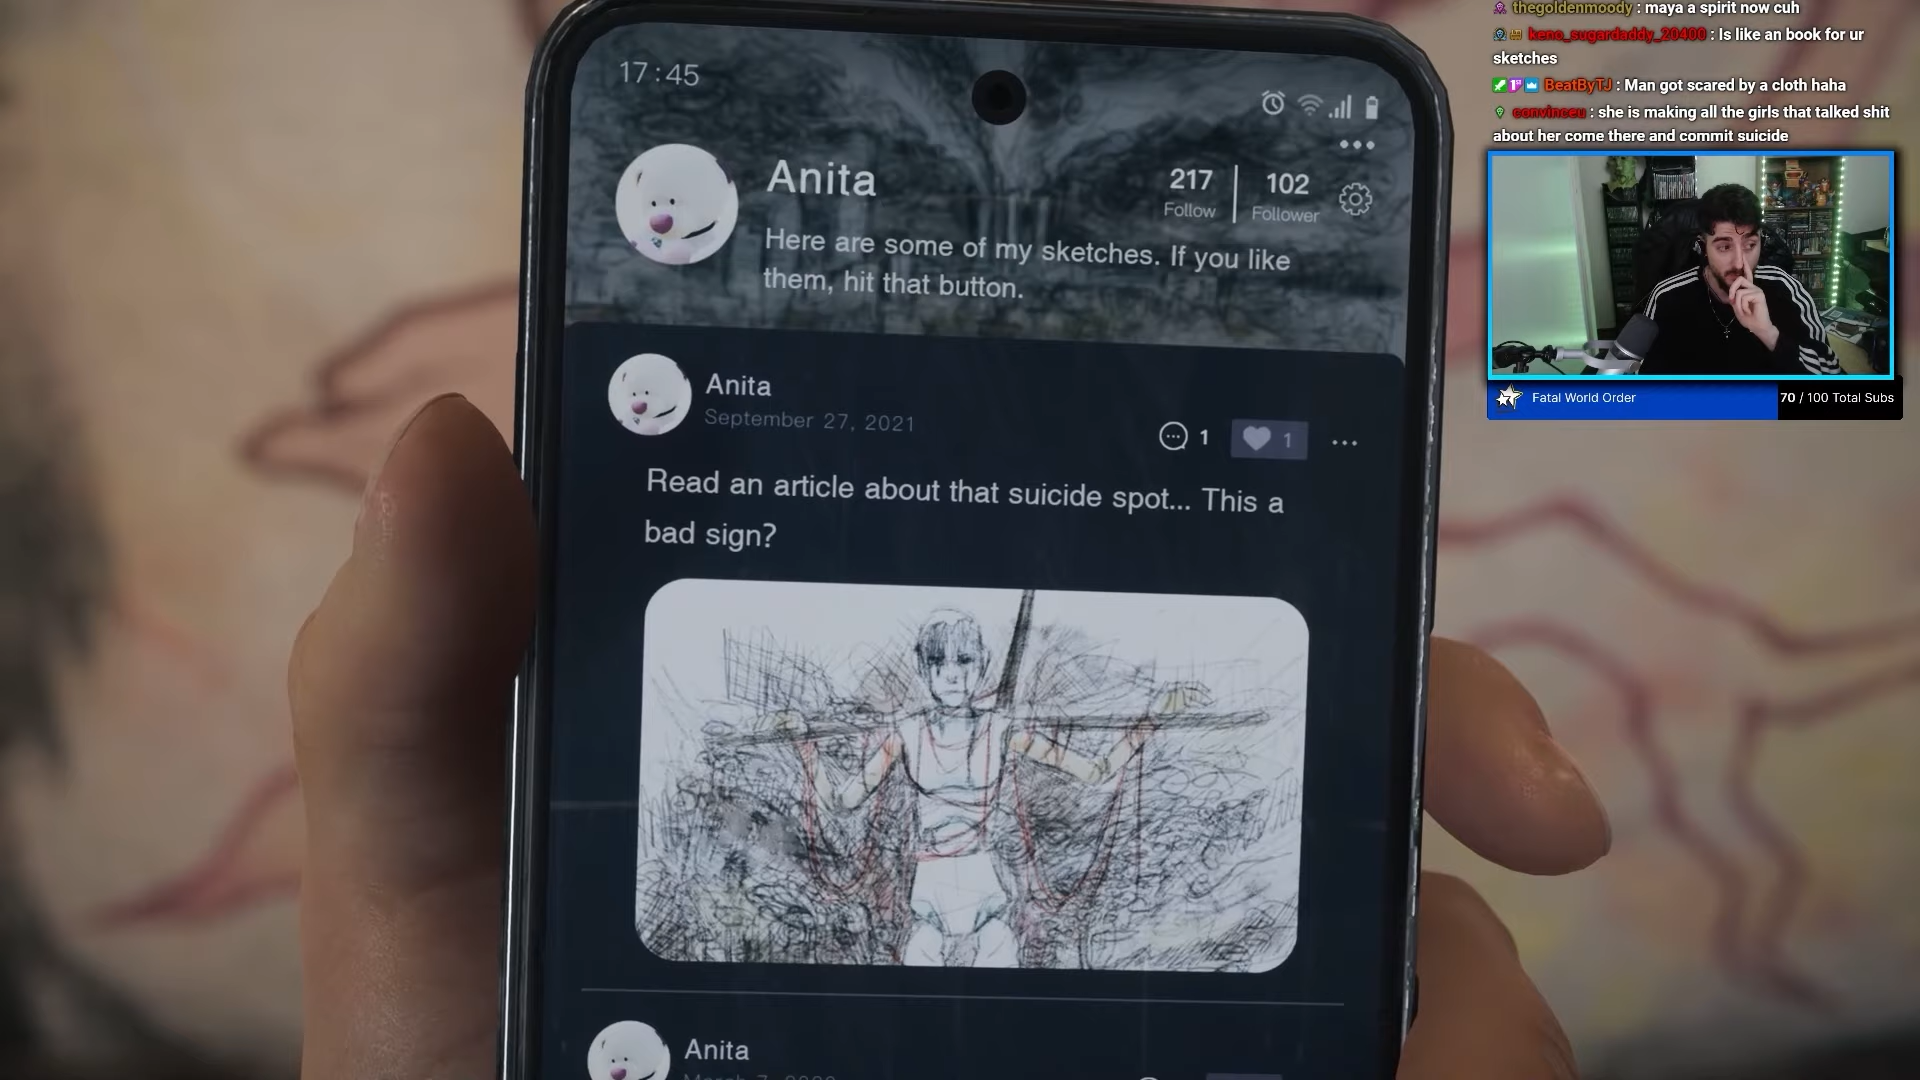 thegoldenmoody : maya a spirit now cuh
keno_sugardaddy_20400 : Is like an book for ur
sketches
BeatByTJ : Man got scared by a cloth haha
convinceu : she is making all the girls that talked shit
about her come there and commit suicide
Fatal World Order
70 / 100 Total Subs
17:45
Anita
217
Follow
102
Follower
Here are some of my sketches. If you like
them, hit that button.
Anita
September 27, 2021
1
1
Read an article about that suicide spot... This a
bad sign?
Anita